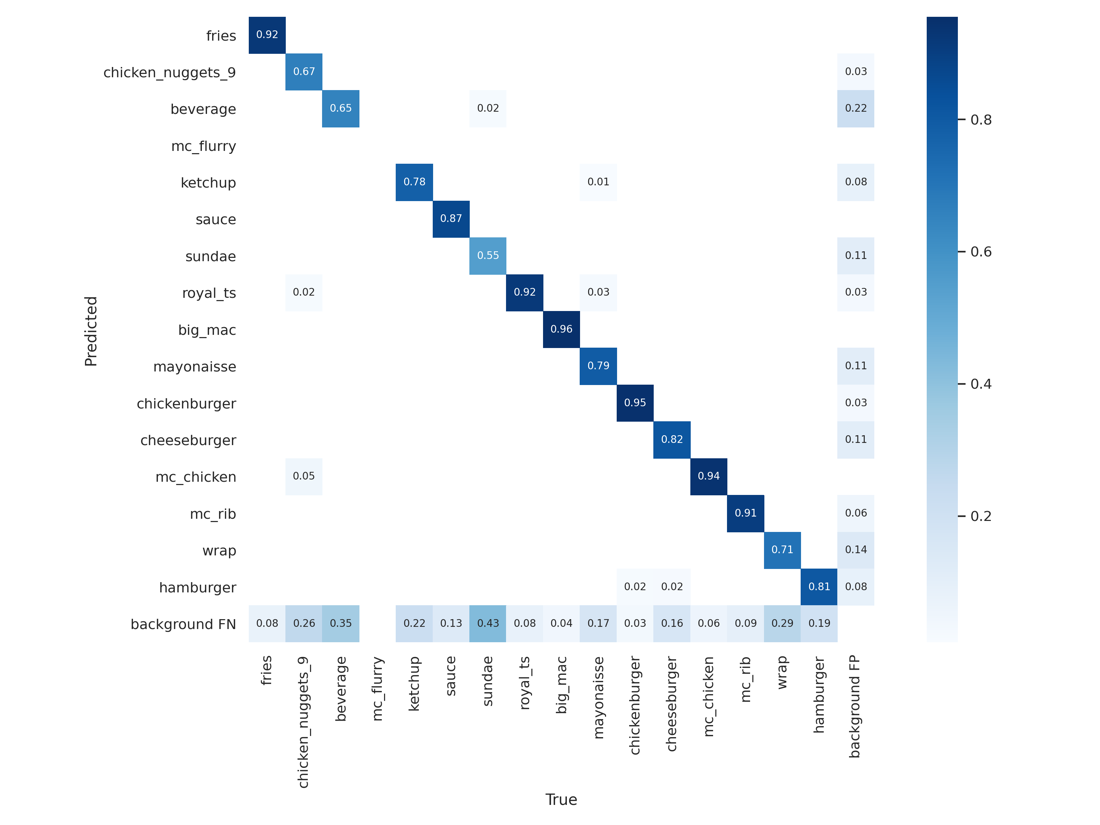 fries 0.92
chicken_nuggets_9 0.67 0.03
beverage 0.65 0.02 0.22 0.8
mc_flurry
ketchup 0.78 0.01 0.08
sauce 0.87
sundae 0.55 0.11 0.6
royal_ts 0.02 0.92 0.03 0.03
big_mac 0.96
Predicted
mayonaisse 0.79 0.11 0.4
chickenburger 0.95 0.03
cheeseburger 0.82 0.11
mc_chicken 0.05 0.94
mc_rib 0.91 0.06 0.2
wrap 0.71 0.14
hamburger 0.02 0.02 0.81 0.08
background FN 0.08 0.26 0.35 0.22 0.13 0.43 0.08 0.04 0.17 0.03 0.16 0.06 0.09 0.29 0.19
fries
chicken_nuggets_9
beverage
mc_flurry
ketchup
sauce
sundae
royal_ts
big_mac
mayonaisse
chickenburger
cheeseburger
mc_chicken
mc_rib
wrap
hamburger
background FP
True